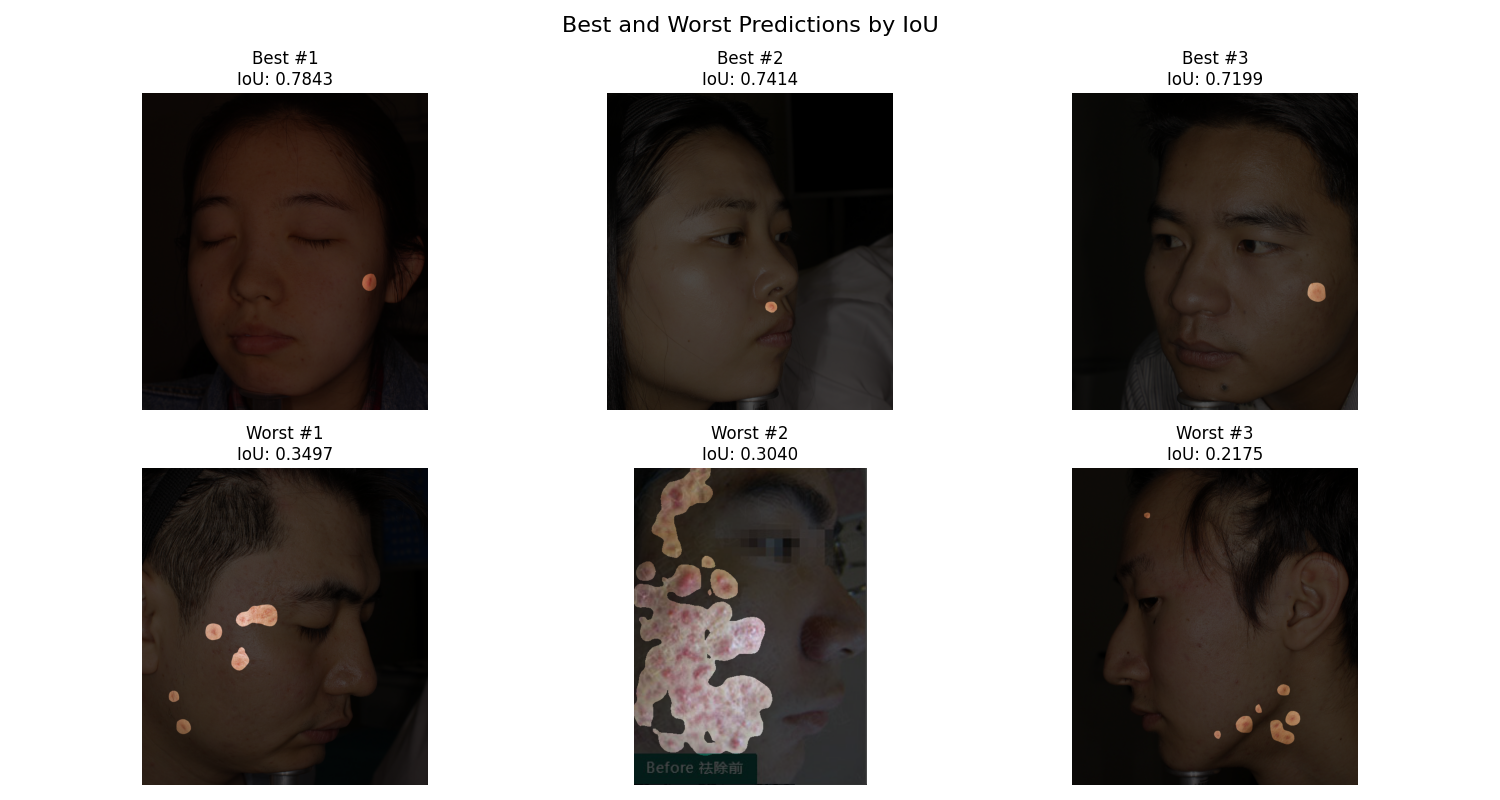 Best and Worst Predictions by IoU
Best #1
IoU: 0.7843
Best #2
IoU: 0.7414
Best #3
IoU: 0.7199
Worst #1
IoU: 0.3497
Worst #2
IoU: 0.3040
Worst #3
IoU: 0.2175
Before 祛除前